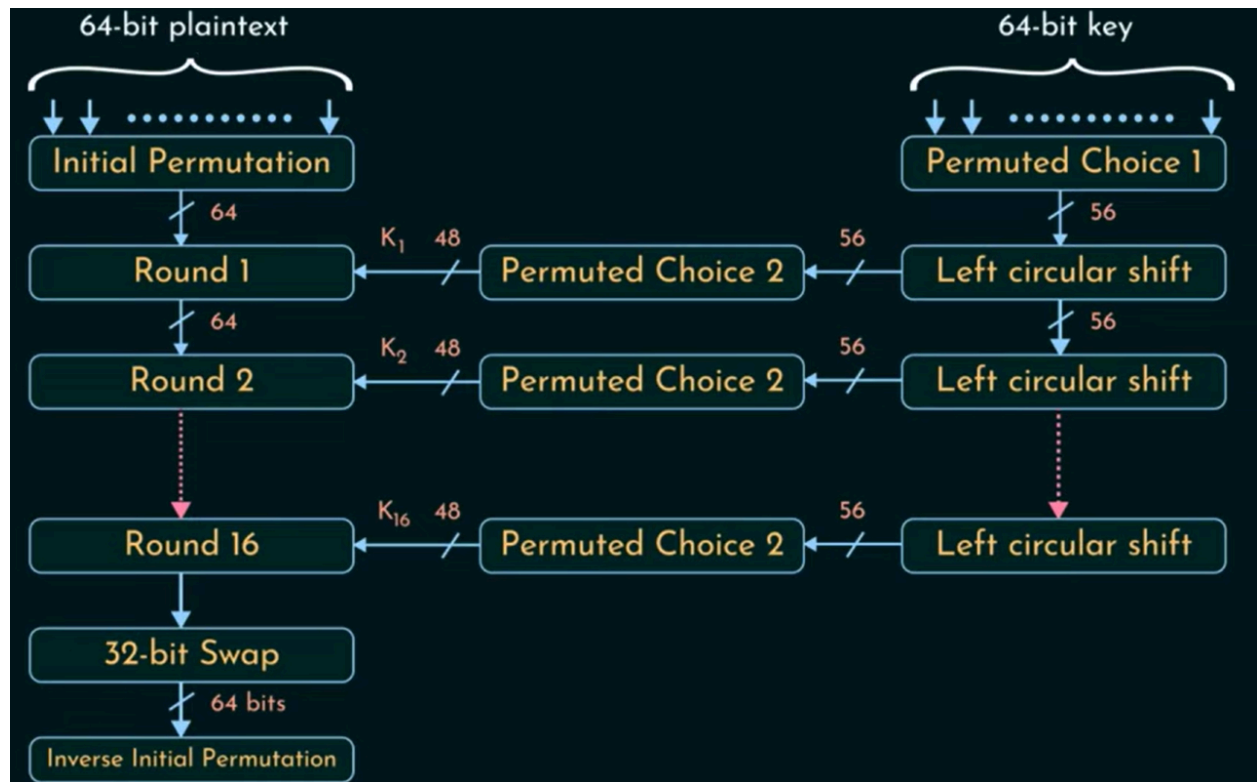 64-bit plaintext 64-bit key
Initial Permutation Permuted Choice 1
64 56
K₁ 48 56
Round 1 Permuted Choice 2 Left circular shift
64 56
K₂ 48 56
Round 2 Permuted Choice 2 Left circular shift
K₁₆ 48 56
Round 16 Permuted Choice 2 Left circular shift
32-bit Swap
64 bits
Inverse Initial Permutation